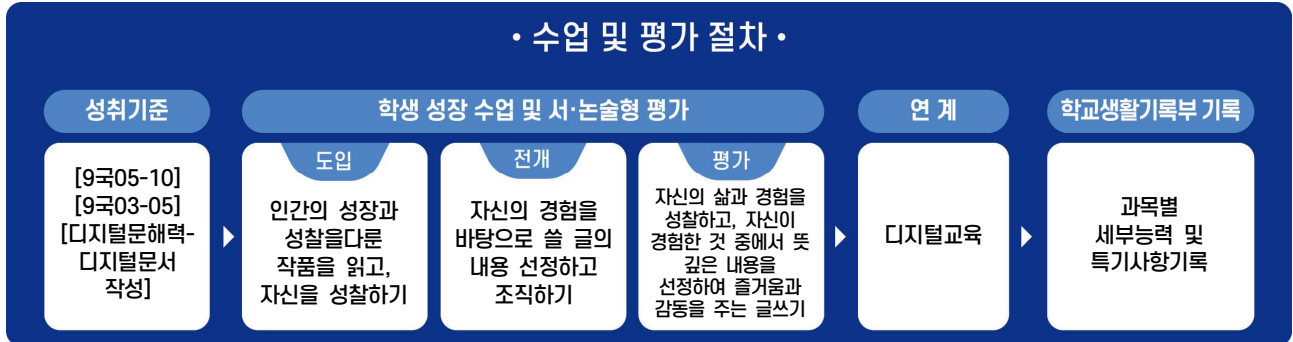 • 수업 및 평가 절차 •
성취기준
학생 성장 수업 및 서·논술형 평가
연 계
학교생활기록부 기록
[9국05-10]
[9국03-05]
[디지털문해력-
디지털문서
작성]
도입
인간의 성장과
성찰을다룬
작품을 읽고,
자신을 성찰하기
전개
자신의 경험을
바탕으로 쓸 글의
내용 선정하고
조직하기
평가
자신의 삶과 경험을
성찰하고, 자신이
경험한 것 중에서 뜻
깊은 내용을
선정하여 즐거움과
감동을 주는 글쓰기
디지털교육
과목별
세부능력 및
특기사항기록